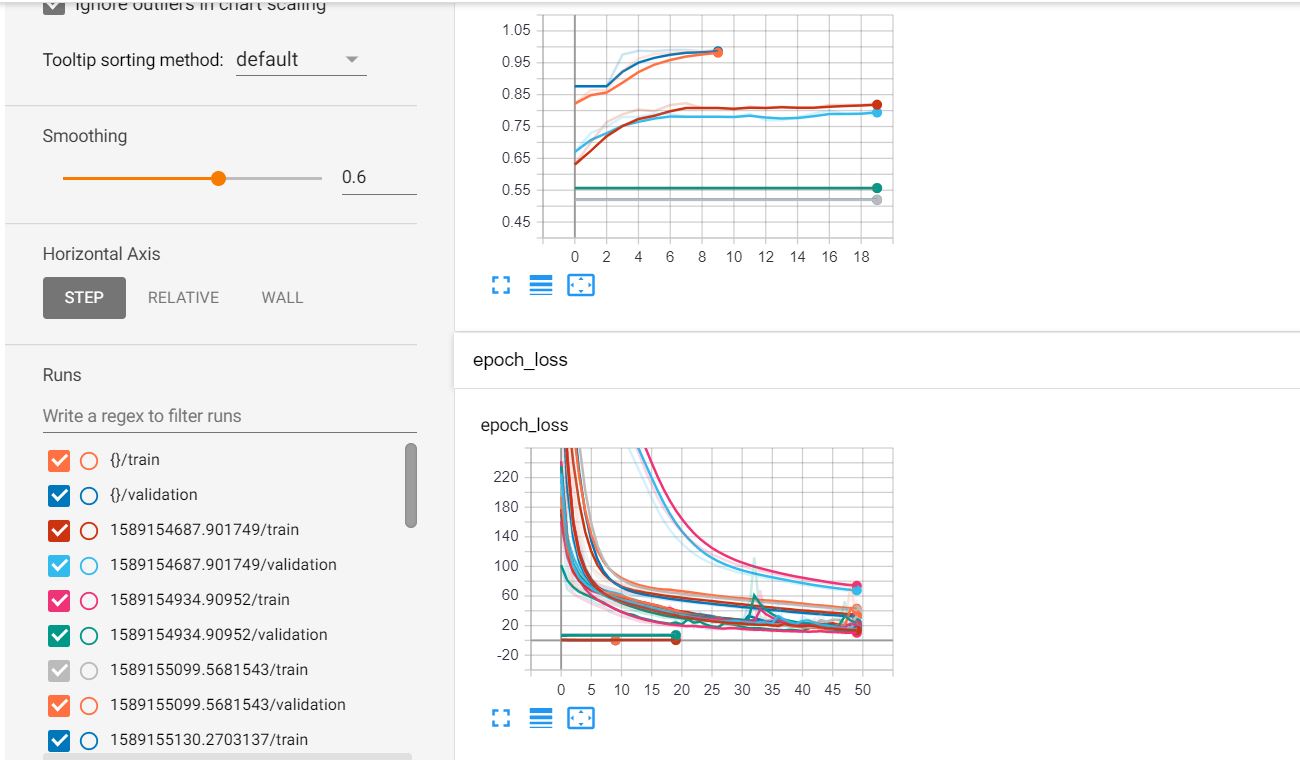 Ignore outliers in chart scaling
Tooltip sorting method: default
Smoothing
0.6
Horizontal Axis
STEP RELATIVE WALL
Runs
Write a regex to filter runs
{}/train
{}/validation
1589154687.901749/train
1589154687.901749/validation
1589154934.90952/train
1589154934.90952/validation
1589155099.5681543/train
1589155099.5681543/validation
1589155130.2703137/train
1.05
0.95
0.85
0.75
0.65
0.55
0.45
0 2 4 6 8 10 12 14 16 18
epoch_loss
epoch_loss
220
180
140
100
60
20
-20
0 5 10 15 20 25 30 35 40 45 50